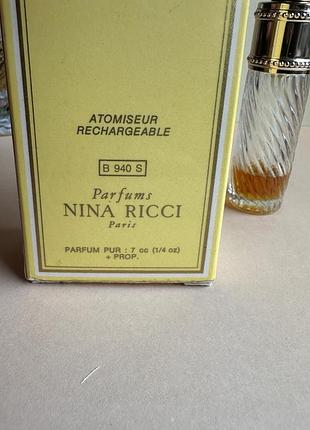 ATOMISEUR
RECHARGEABLE
B 940 S
Parfums
NINA RICCI
Paris
PARFUM PUR : 7 cc (1/4 oz)
+ PROP.